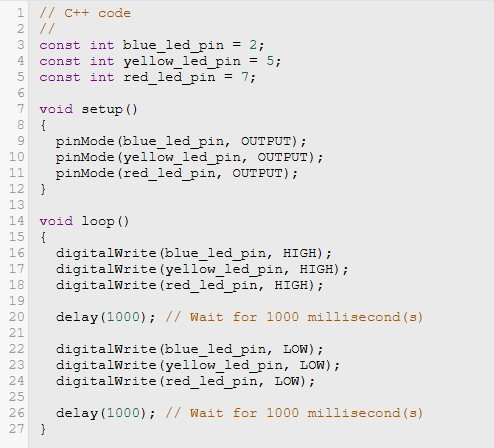 1 // C++ code
2 //
3 const int blue_led_pin = 2;
4 const int yellow_led_pin = 5;
5 const int red_led_pin = 7;
6
7 void setup()
8 {
9   pinMode(blue_led_pin, OUTPUT);
10   pinMode(yellow_led_pin, OUTPUT);
11   pinMode(red_led_pin, OUTPUT);
12 }
13
14 void loop()
15 {
16   digitalWrite(blue_led_pin, HIGH);
17   digitalWrite(yellow_led_pin, HIGH);
18   digitalWrite(red_led_pin, HIGH);
19
20   delay(1000); // Wait for 1000 millisecond(s)
21
22   digitalWrite(blue_led_pin, LOW);
23   digitalWrite(yellow_led_pin, LOW);
24   digitalWrite(red_led_pin, LOW);
25
26   delay(1000); // Wait for 1000 millisecond(s)
27 }